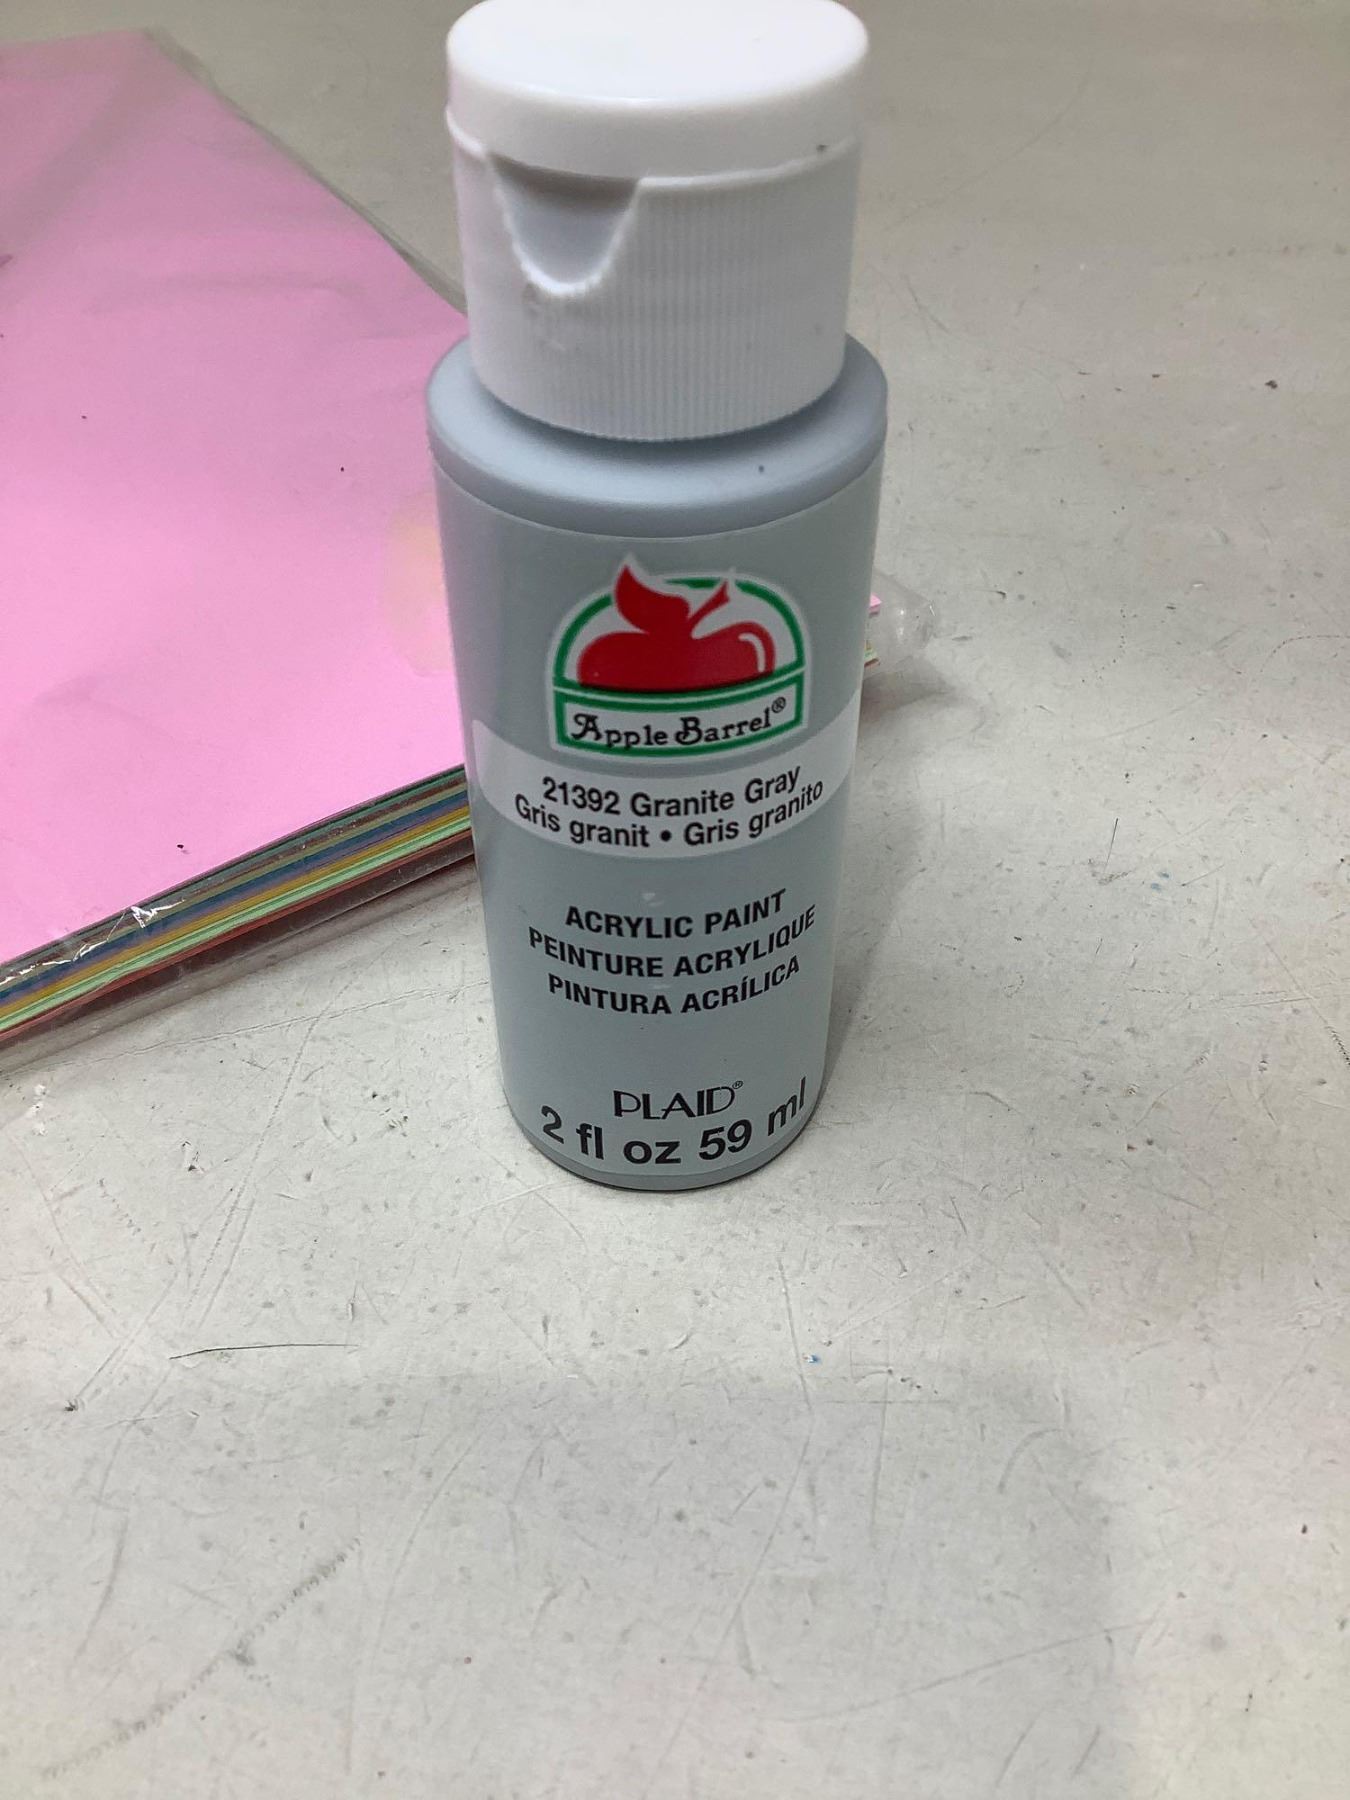 Apple Barrel®
21392 Granite Gray
Gris granit • Gris granito
ACRYLIC PAINT
PEINTURE ACRYLIQUE
PINTURA ACRÍLICA
PLAID®
2 fl oz 59 ml